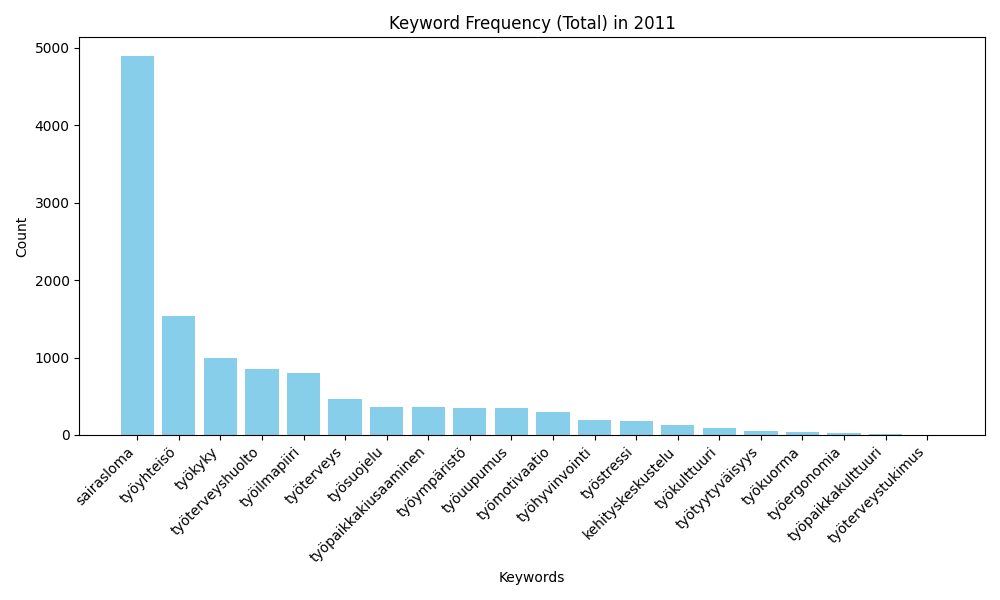 Keyword Frequency (Total) in 2011
Count
5000
4000
3000
2000
1000
0
sairasloma
työyhteisö
työkyky
työterveyshuolto
työilmapiiri
työterveys
työsuojelu
työpaikkakiusaaminen
työympäristö
työuupumus
työmotivaatio
työhyvinvointi
työstressi
kehityskeskustelu
työkulttuuri
työtyytyväisyys
työkuorma
työergonomia
työpaikkakulttuuri
työterveystukimus
Keywords